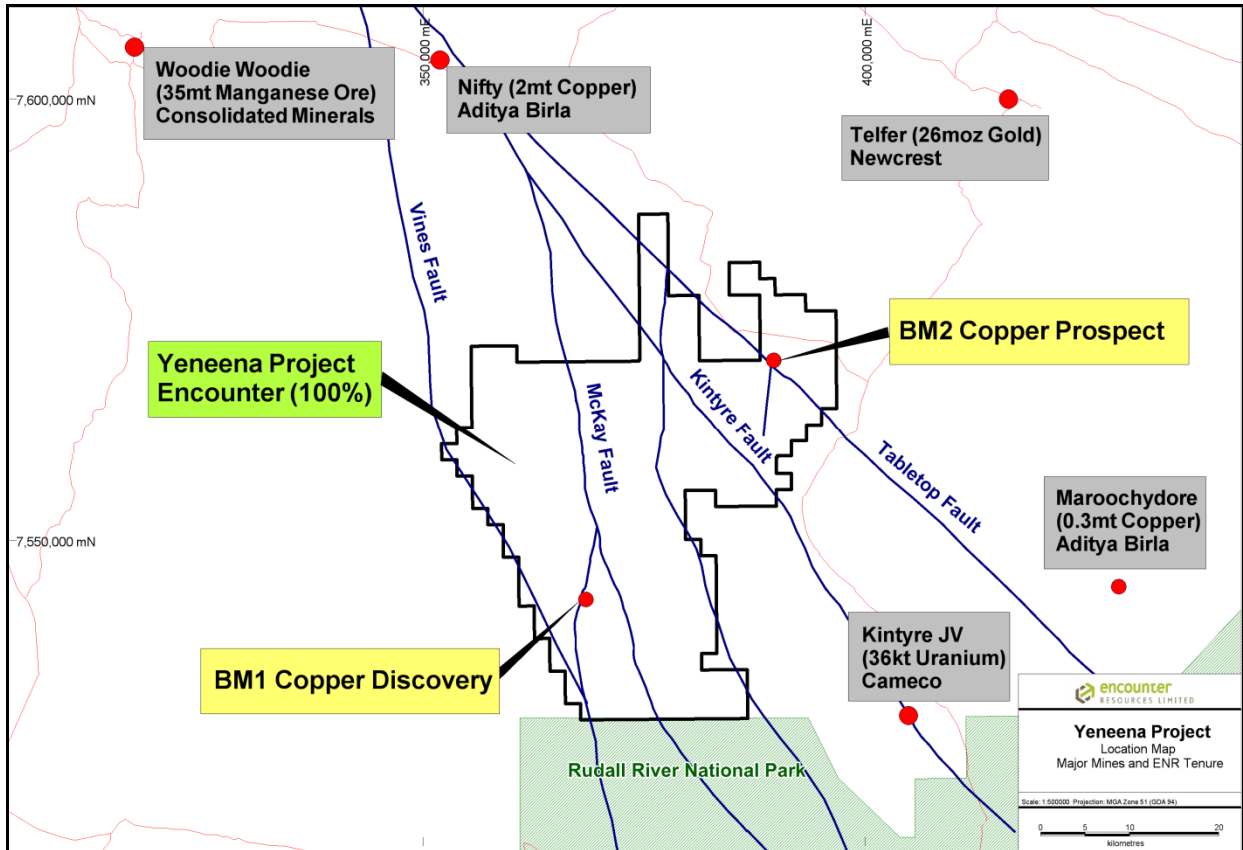 350,000 mE
400,000 mE
7,600,000 mN
7,550,000 mN
Woodie Woodie
(35mt Manganese Ore)
Consolidated Minerals
Nifty (2mt Copper)
Aditya Birla
Telfer (26moz Gold)
Newcrest
Vines Fault
BM2 Copper Prospect
Yeneena Project
Encounter (100%)
McKay Fault
Kintyre Fault
Tabletop Fault
Maroochydore
(0.3mt Copper)
Aditya Birla
BM1 Copper Discovery
Kintyre JV
(36kt Uranium)
Cameco
Rudall River National Park
encounter
RESOURCES LIMITED
Yeneena Project
Location Map
Major Mines and ENR Tenure
Scale: 1:500000 Projection: MGA Zone 51 (GDA 94)
0 5 10 20
kilometres